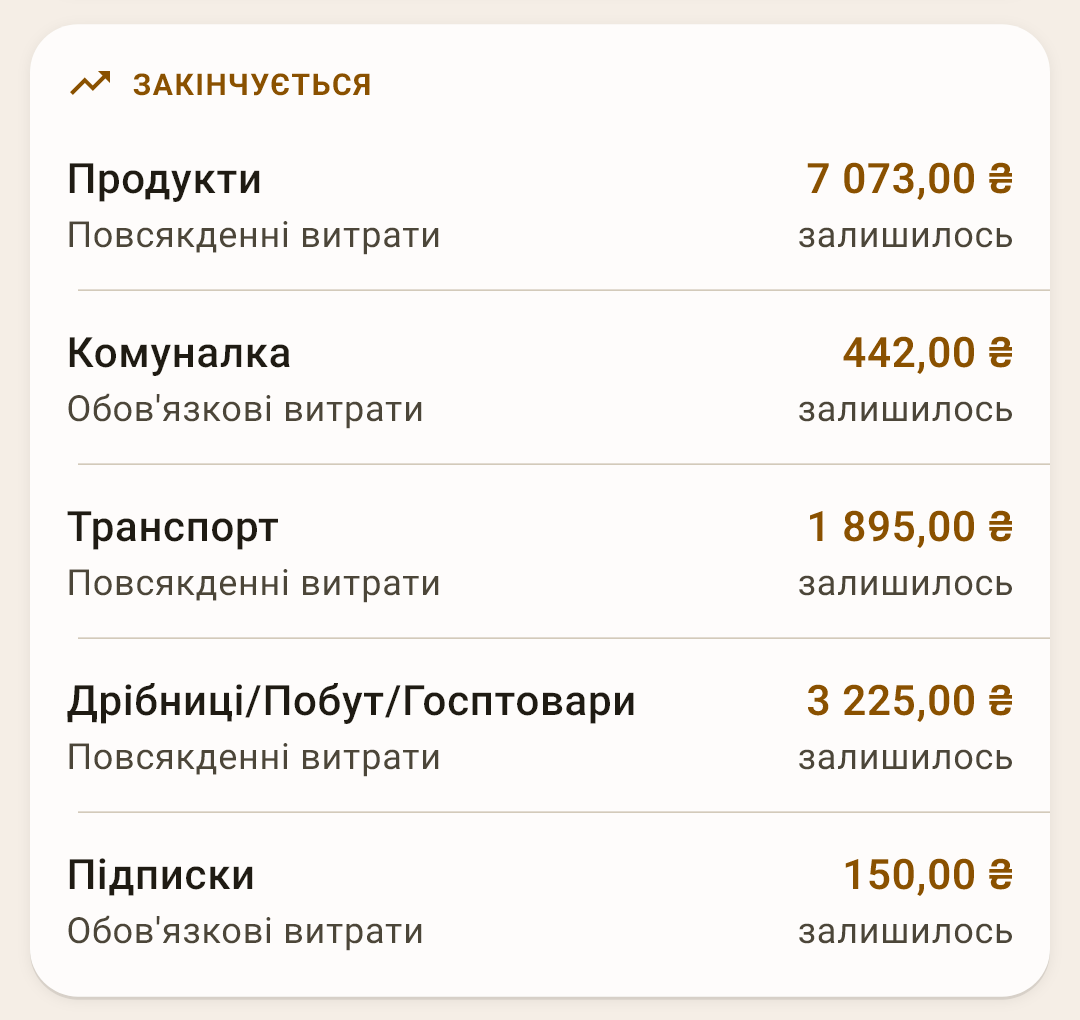 ЗАКІНЧУЄТЬСЯ
Продукти 7 073,00 ₴
Повсякденні витрати залишилось
Комуналка 442,00 ₴
Обов'язкові витрати залишилось
Транспорт 1 895,00 ₴
Повсякденні витрати залишилось
Дрібниці/Побут/Госптовари 3 225,00 ₴
Повсякденні витрати залишилось
Підписки 150,00 ₴
Обов'язкові витрати залишилось